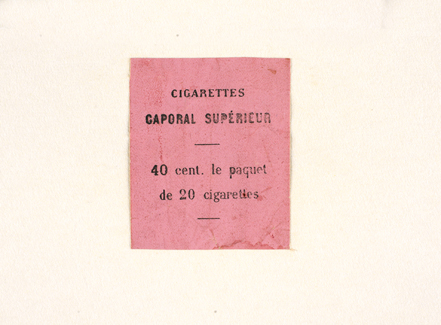 CIGARETTES
CAPORAL SUPÉRIEUR
40 cent. le paquet
de 20 cigarettes